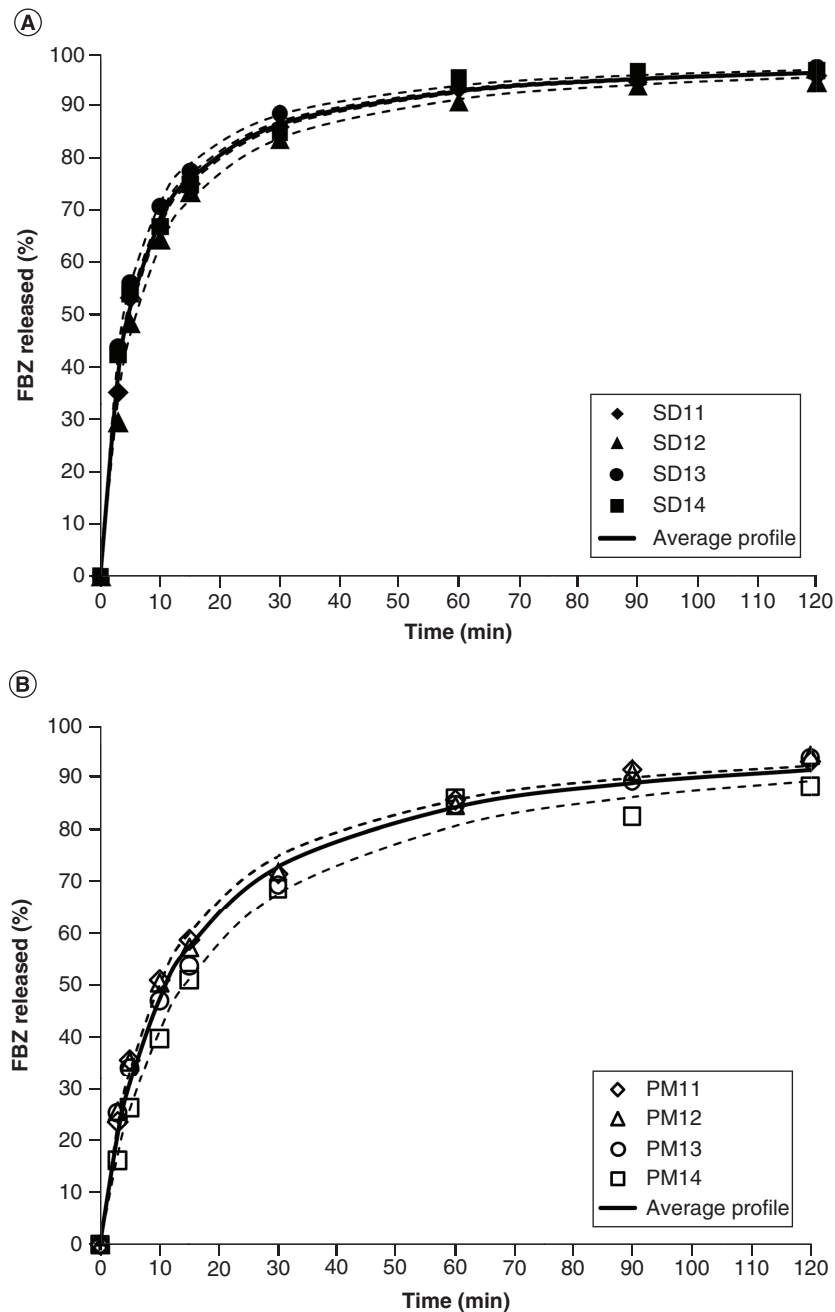 A
100
90
80
70
60
50
40
30
20
10
0
FBZ released (%)
0 10 20 30 40 50 60 70 80 90 100 110 120
Time (min)
SD11
SD12
SD13
SD14
Average profile
B
100
90
80
70
60
50
40
30
20
10
0
FBZ released (%)
0 10 20 30 40 50 60 70 80 90 100 110 120
Time (min)
PM11
PM12
PM13
PM14
Average profile